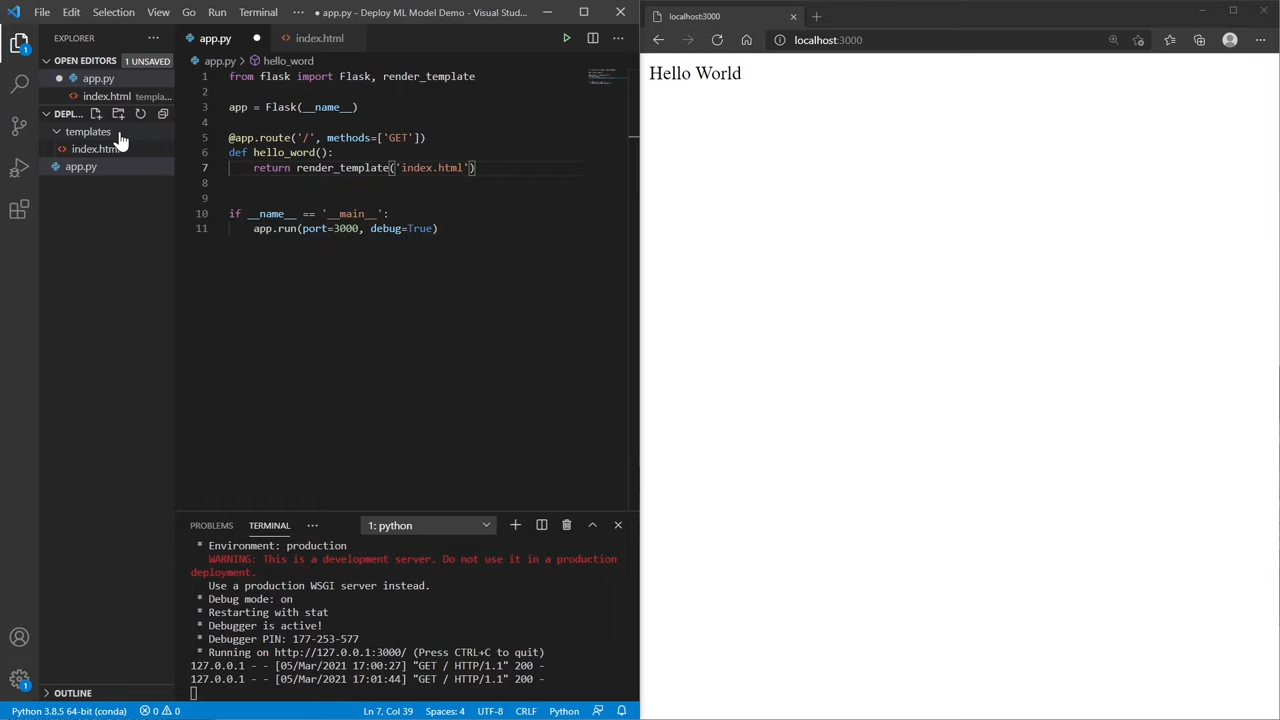 File Edit Selection View Go Run Terminal ··· ● app.py - Deploy ML Model Demo - Visual Stud...
EXPLORER ···
OPEN EDITORS 1 UNSAVED
app.py
index.html templa...
DEPL...
templates
index.html
app.py
OUTLINE
app.py index.html
app.py > hello_word
1 from flask import Flask, render_template
2
3 app = Flask(__name__)
4
5 @app.route('/', methods=['GET'])
6 def hello_word():
7 return render_template('index.html')
8
9
10 if __name__ == '__main__':
11 app.run(port=3000, debug=True)
PROBLEMS TERMINAL ··· 1: python
* Environment: production
WARNING: This is a development server. Do not use it in a production
deployment.
Use a production WSGI server instead.
* Debug mode: on
* Restarting with stat
* Debugger is active!
* Debugger PIN: 177-253-577
* Running on http://127.0.0.1:3000/ (Press CTRL+C to quit)
127.0.0.1 - - [05/Mar/2021 17:00:27] "GET / HTTP/1.1" 200 -
127.0.0.1 - - [05/Mar/2021 17:01:44] "GET / HTTP/1.1" 200 -
1
1
Python 3.8.5 64-bit (conda) 0 0 Ln 7, Col 39 Spaces: 4 UTF-8 CRLF Python
localhost:3000
localhost:3000
Hello World